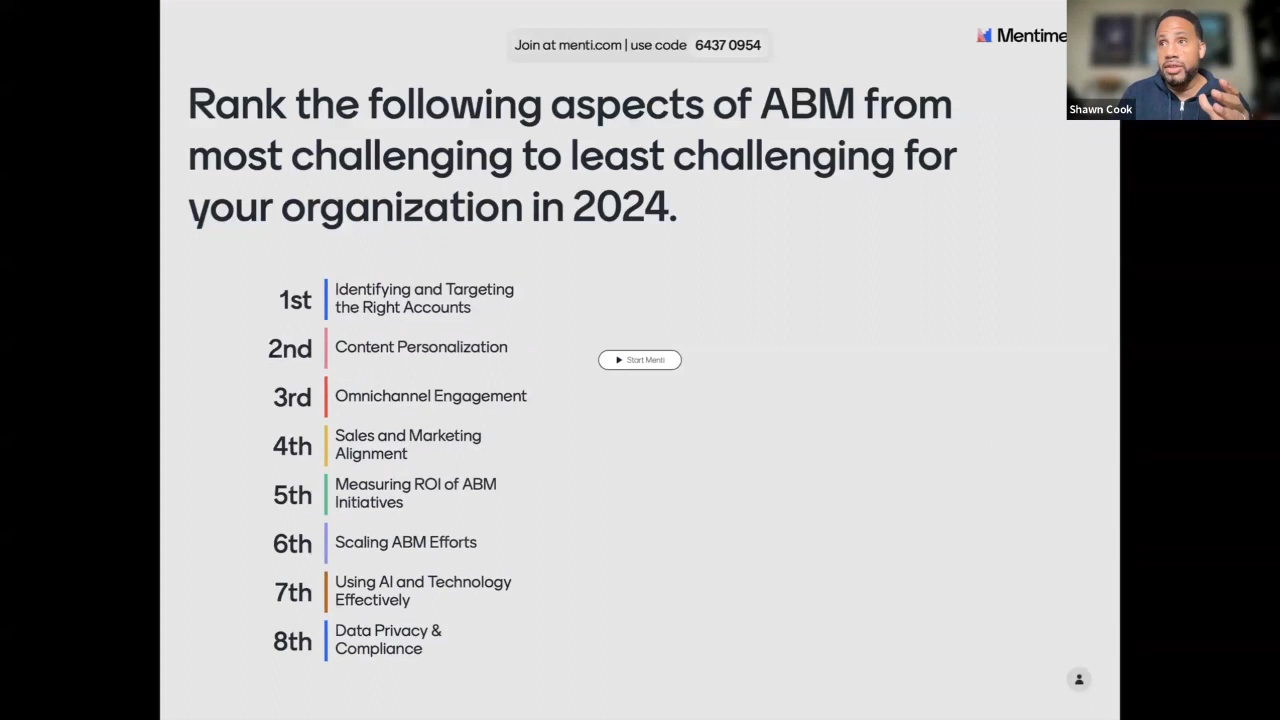 Join at menti.com | use code 6437 0954
Mentime
Shawn Cook
Rank the following aspects of ABM from
most challenging to least challenging for
your organization in 2024.
1st
Identifying and Targeting
the Right Accounts
2nd
Content Personalization
3rd
Omnichannel Engagement
4th
Sales and Marketing
Alignment
5th
Measuring ROI of ABM
Initiatives
6th
Scaling ABM Efforts
7th
Using AI and Technology
Effectively
8th
Data Privacy &
Compliance
Start Menti